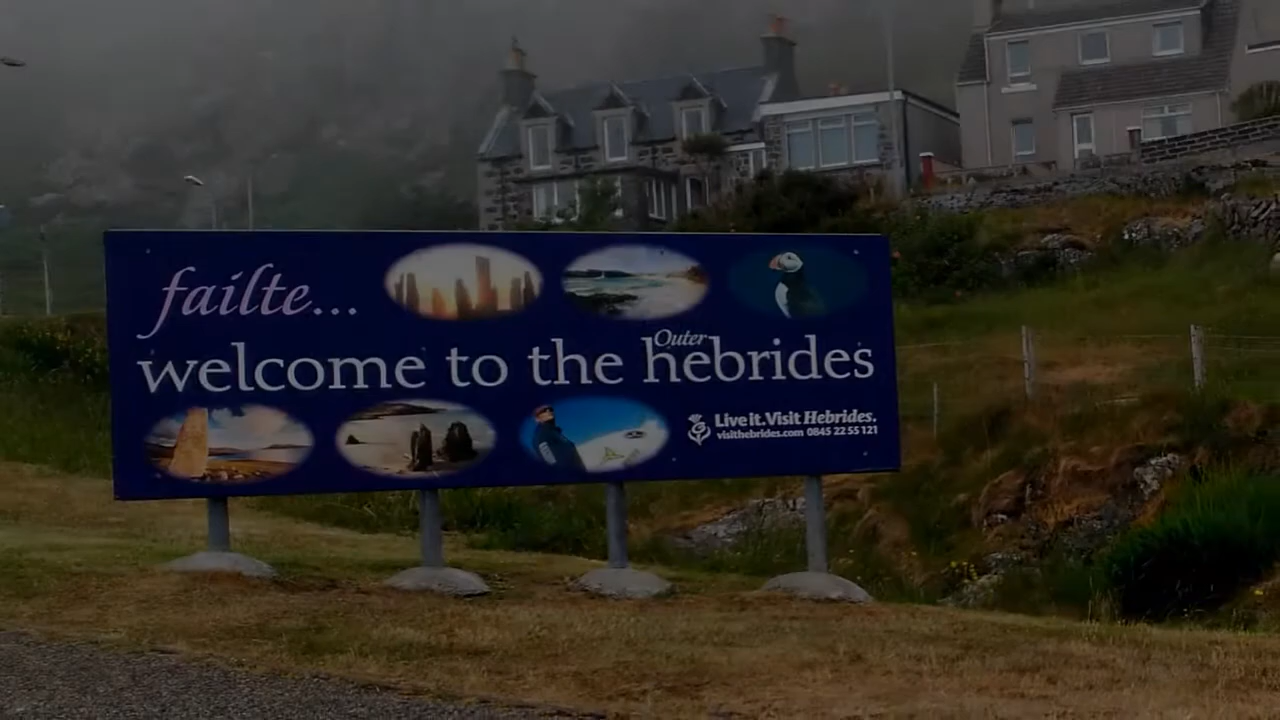 failte...
welcome to the Outer hebrides
Live it. Visit Hebrides.
visithebrides.com 0845 22 55 121